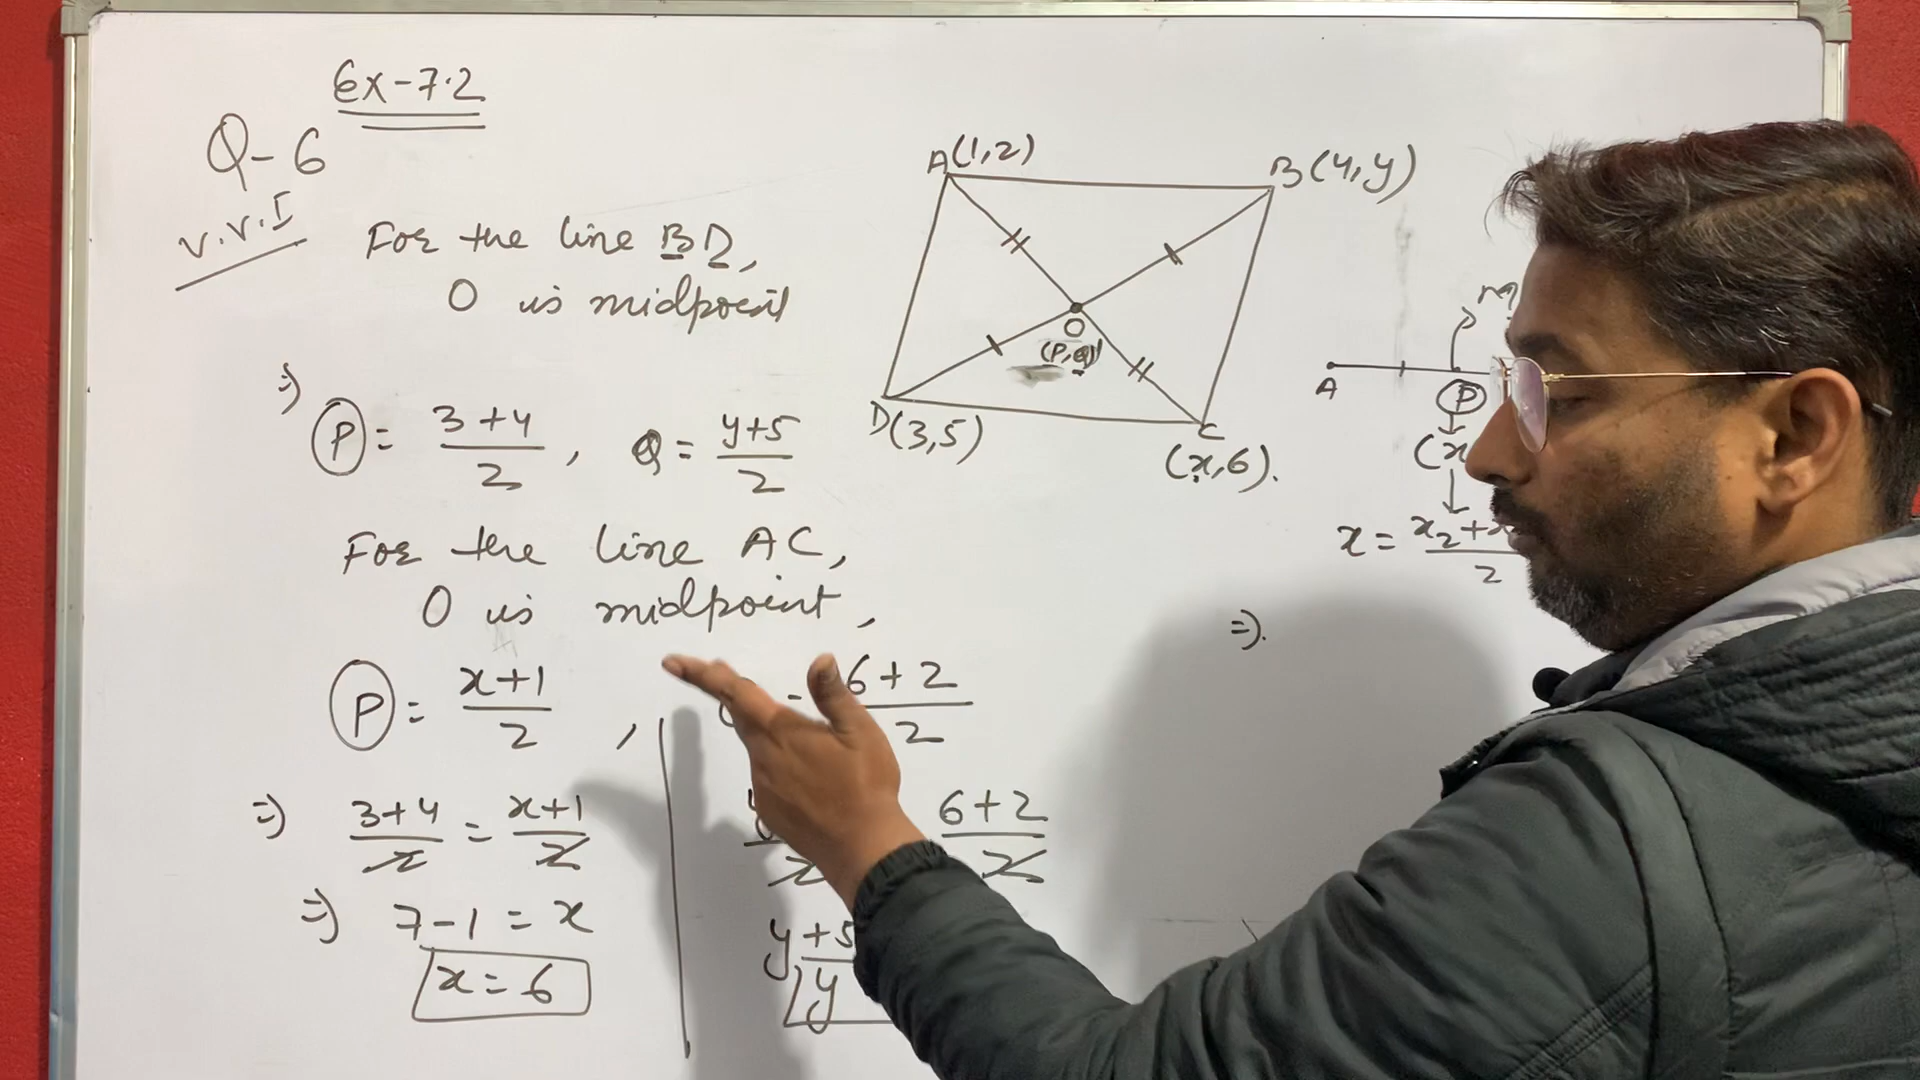 Ex-7.2
Q-6
V.V.I
For the line BD,
O is midpoint
=) P = 3+4/2 , Q = y+5/2
For the line AC,
O is midpoint,
P = x+1/2 , = 6+2/2
=) 3+4/2 = x+1/2
=) 7-1 = x
x = 6
6+2/2
y+5
y
A(1,2)
B(4,y)
O
(P,Q)
D(3,5)
C
(x,6).
A
P
(x
x = x2+ /2
=).